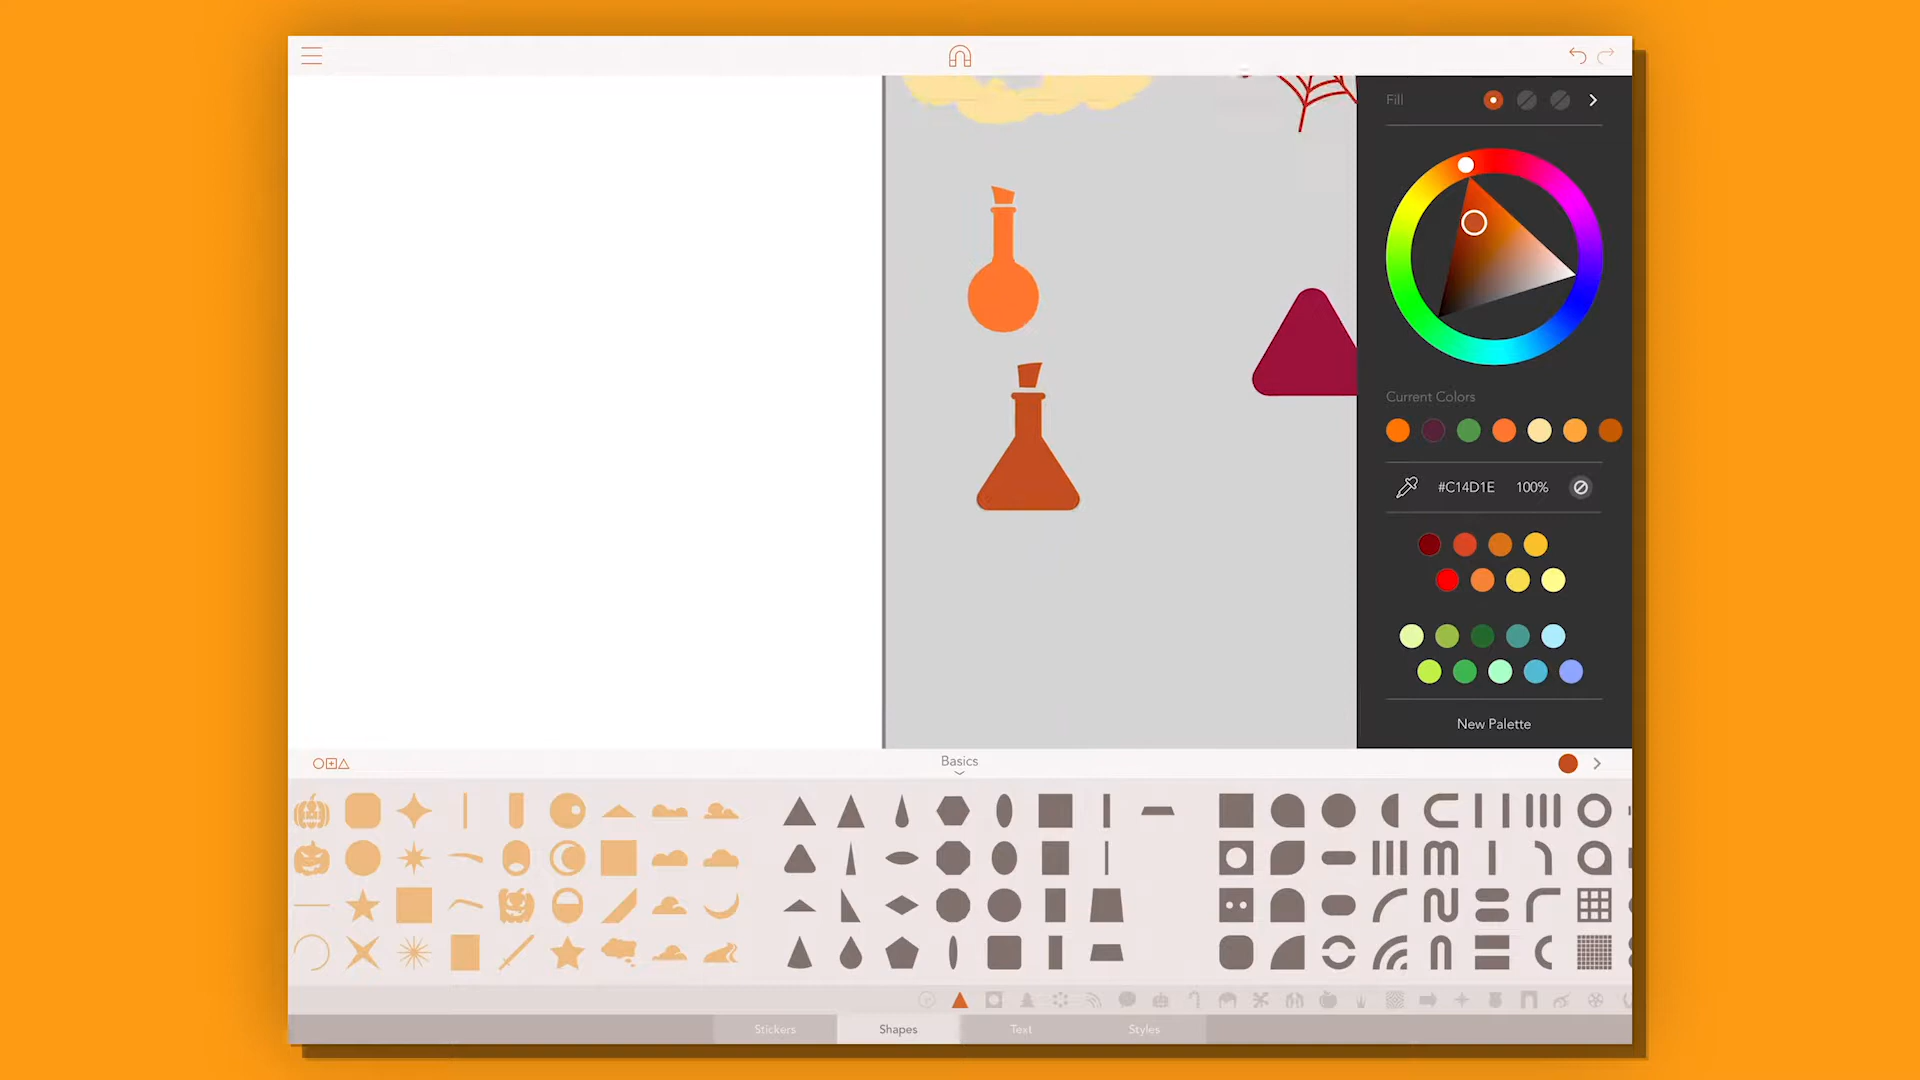 Fill
Current Colors
#C14D1E 100%
New Palette
Basics
Stickers Shapes Text Styles